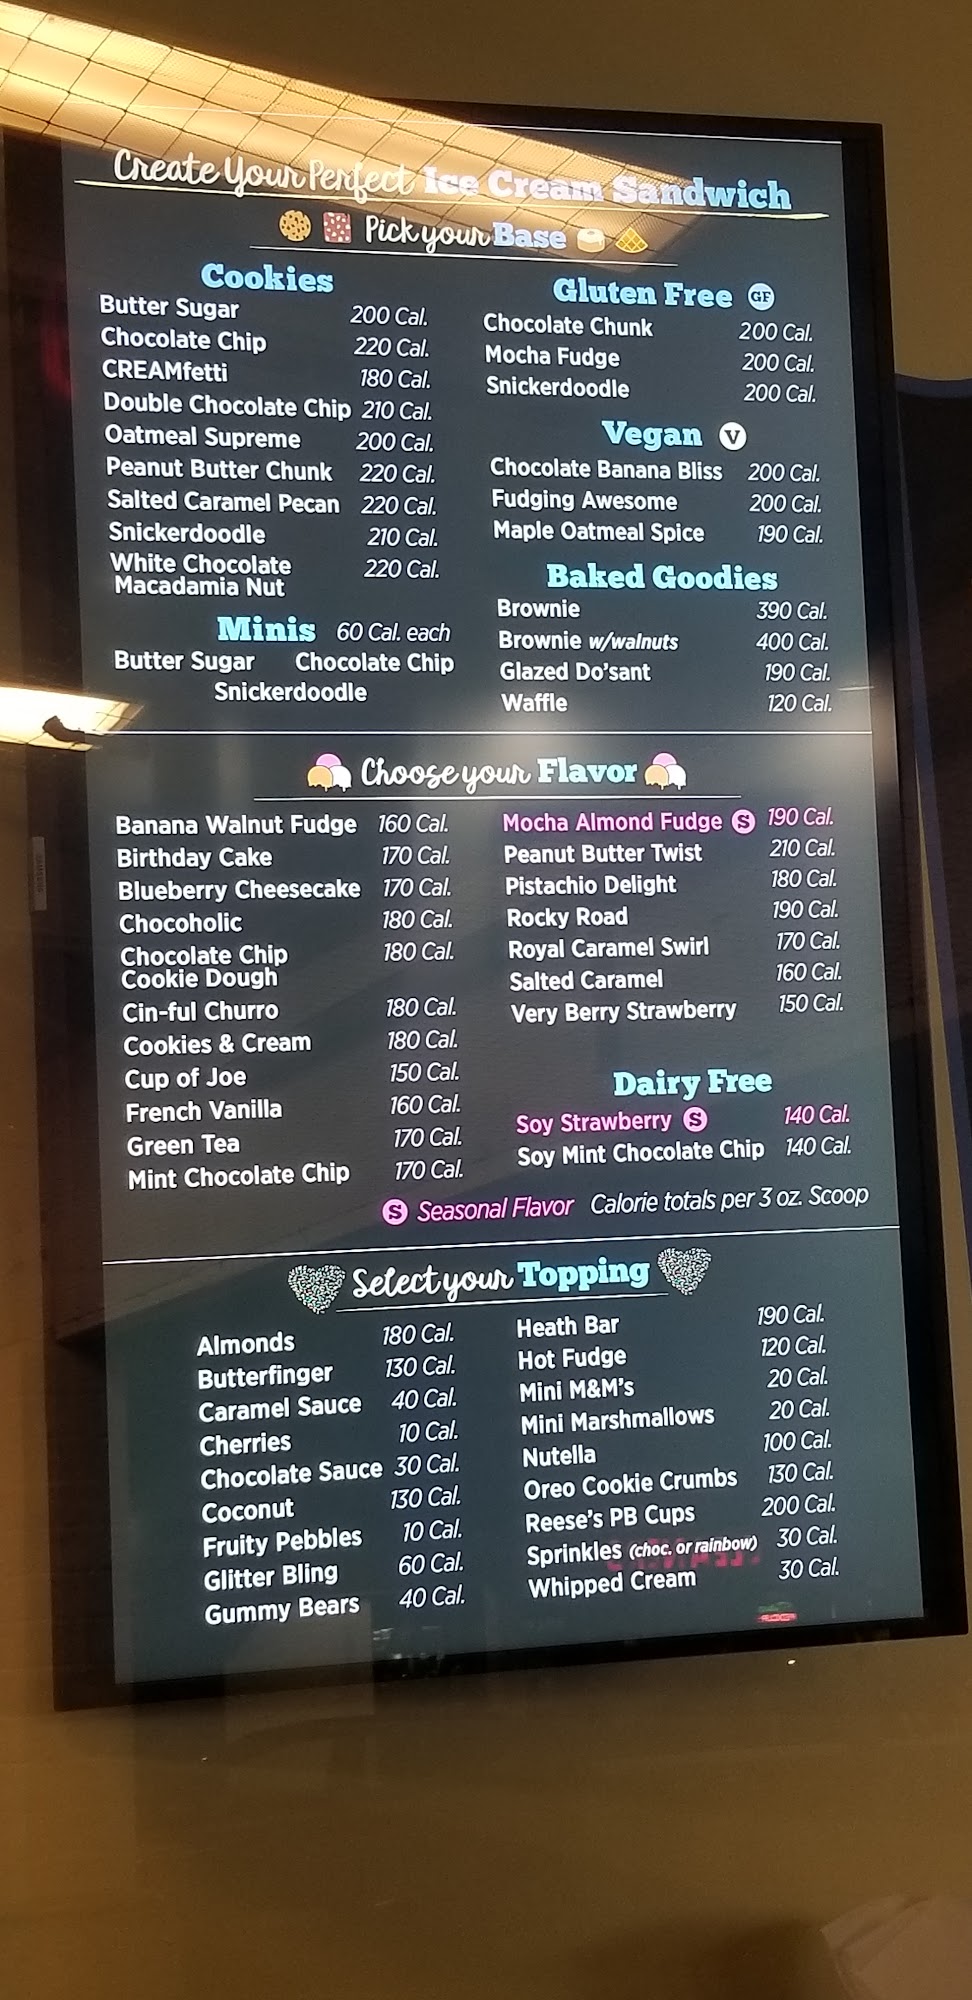 Create Your Perfect Ice Cream Sandwich
Pick your Base
Cookies
Butter Sugar 200 Cal.
Chocolate Chip 220 Cal.
CREAMfetti 180 Cal.
Double Chocolate Chip 210 Cal.
Oatmeal Supreme 200 Cal.
Peanut Butter Chunk 220 Cal.
Salted Caramel Pecan 220 Cal.
Snickerdoodle 210 Cal.
White Chocolate 220 Cal.
Macadamia Nut
Minis 60 Cal. each
Butter Sugar Chocolate Chip
Snickerdoodle
Gluten Free GF
Chocolate Chunk 200 Cal.
Mocha Fudge 200 Cal.
Snickerdoodle 200 Cal.
Vegan V
Chocolate Banana Bliss 200 Cal.
Fudging Awesome 200 Cal.
Maple Oatmeal Spice 190 Cal.
Baked Goodies
Brownie 390 Cal.
Brownie w/walnuts 400 Cal.
Glazed Do'sant 190 Cal.
Waffle 120 Cal.
Choose your Flavor
Banana Walnut Fudge 160 Cal.
Birthday Cake 170 Cal.
Blueberry Cheesecake 170 Cal.
Chocoholic 180 Cal.
Chocolate Chip 180 Cal.
Cookie Dough
Cin-ful Churro 180 Cal.
Cookies & Cream 180 Cal.
Cup of Joe 150 Cal.
French Vanilla 160 Cal.
Green Tea 170 Cal.
Mint Chocolate Chip 170 Cal.
Mocha Almond Fudge S 190 Cal.
Peanut Butter Twist 210 Cal.
Pistachio Delight 180 Cal.
Rocky Road 190 Cal.
Royal Caramel Swirl 170 Cal.
Salted Caramel 160 Cal.
Very Berry Strawberry 150 Cal.
Dairy Free
Soy Strawberry S 140 Cal.
Soy Mint Chocolate Chip 140 Cal.
S Seasonal Flavor Calorie totals per 3 oz. Scoop
Select your Topping
Almonds 180 Cal.
Butterfinger 130 Cal.
Caramel Sauce 40 Cal.
Cherries 10 Cal.
Chocolate Sauce 30 Cal.
Coconut 130 Cal.
Fruity Pebbles 10 Cal.
Glitter Bling 60 Cal.
Gummy Bears 40 Cal.
Heath Bar 190 Cal.
Hot Fudge 120 Cal.
Mini M&M's 20 Cal.
Mini Marshmallows 20 Cal.
Nutella 100 Cal.
Oreo Cookie Crumbs 130 Cal.
Reese's PB Cups 200 Cal.
Sprinkles (choc. or rainbow) 30 Cal.
Whipped Cream 30 Cal.